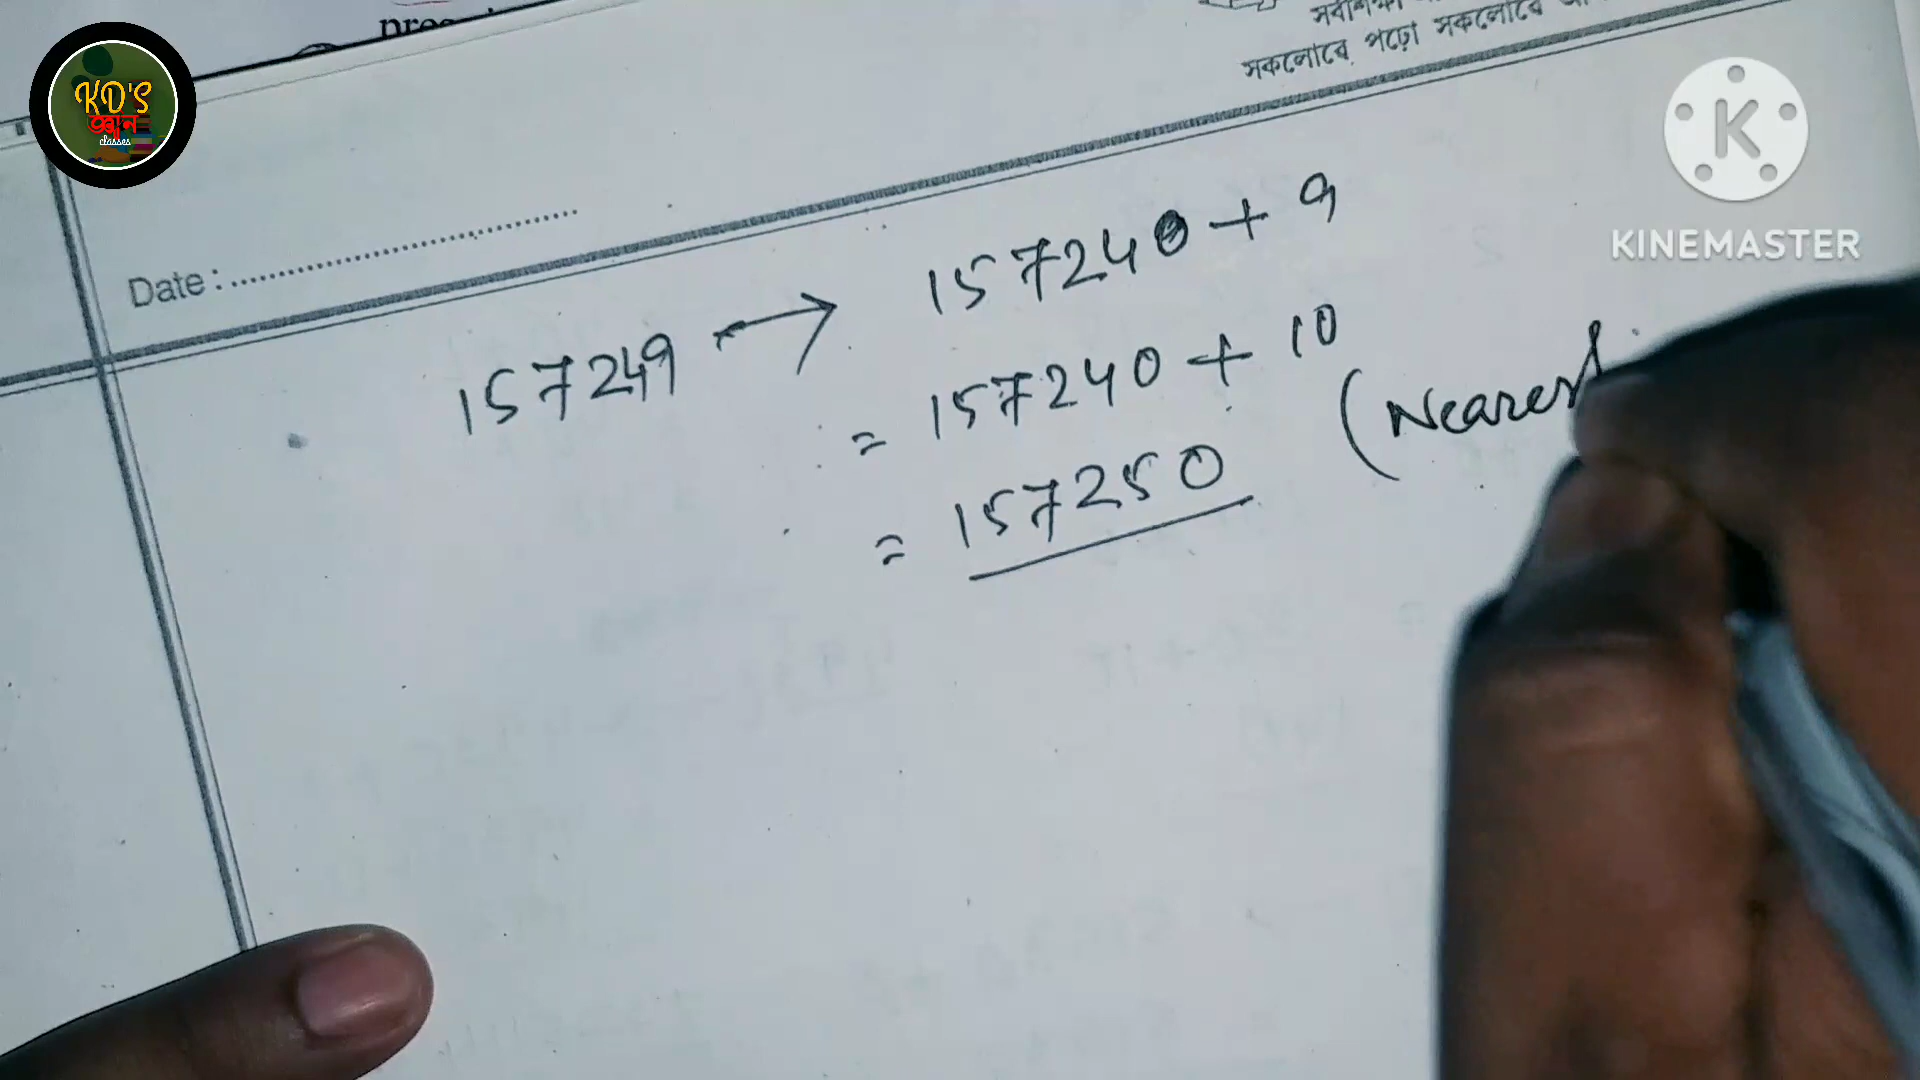 KD'S
জ্ঞান
classes
KINEMASTER
সকলোৱে পঢ়ো সকলোৱে
Date :
157249 → 157240 + 9
= 157240 + 10
= 157250 (Nearest